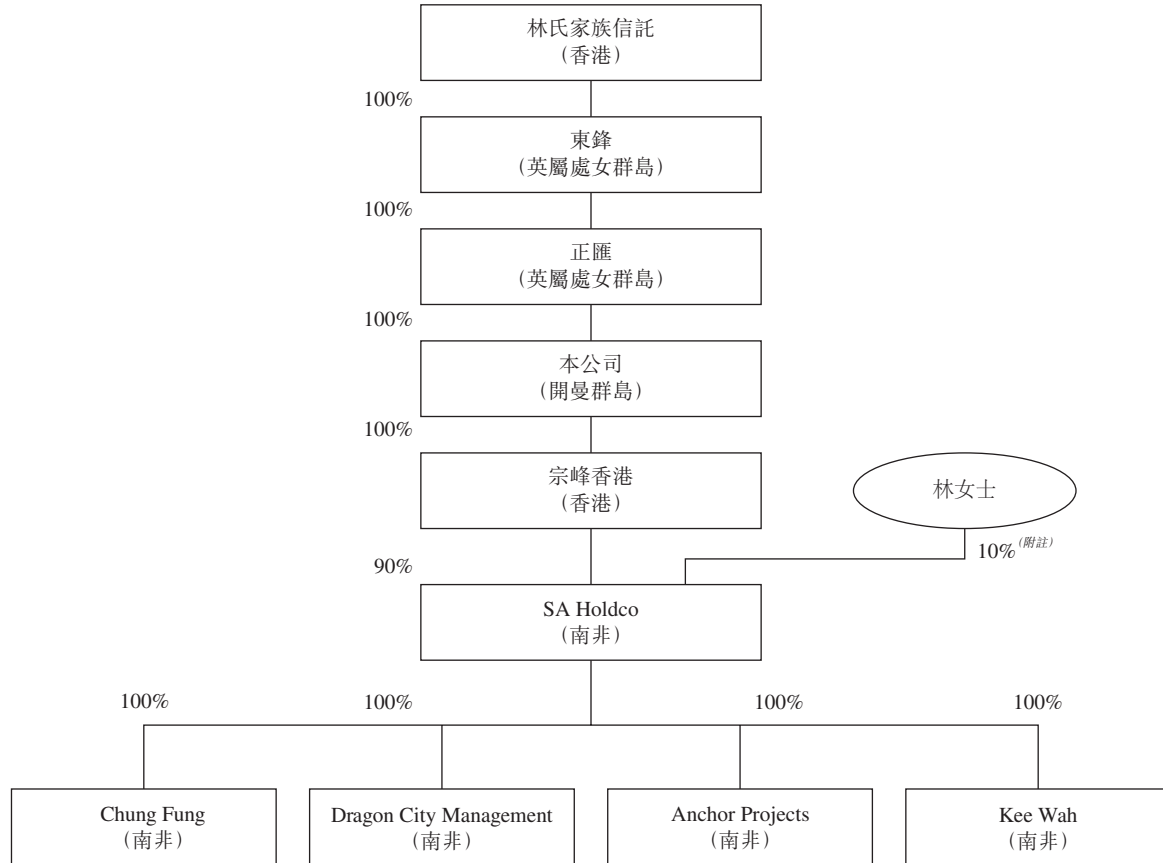 林氏家族信託
(香港)
100%
東鋒
(英屬處女群島)
100%
正匯
(英屬處女群島)
100%
本公司
(開曼群島)
100%
宗峰香港
(香港)
林女士
90%
10%(附註)
SA Holdco
(南非)
100%
100%
100%
100%
Chung Fung
(南非)
Dragon City Management
(南非)
Anchor Projects
(南非)
Kee Wah
(南非)